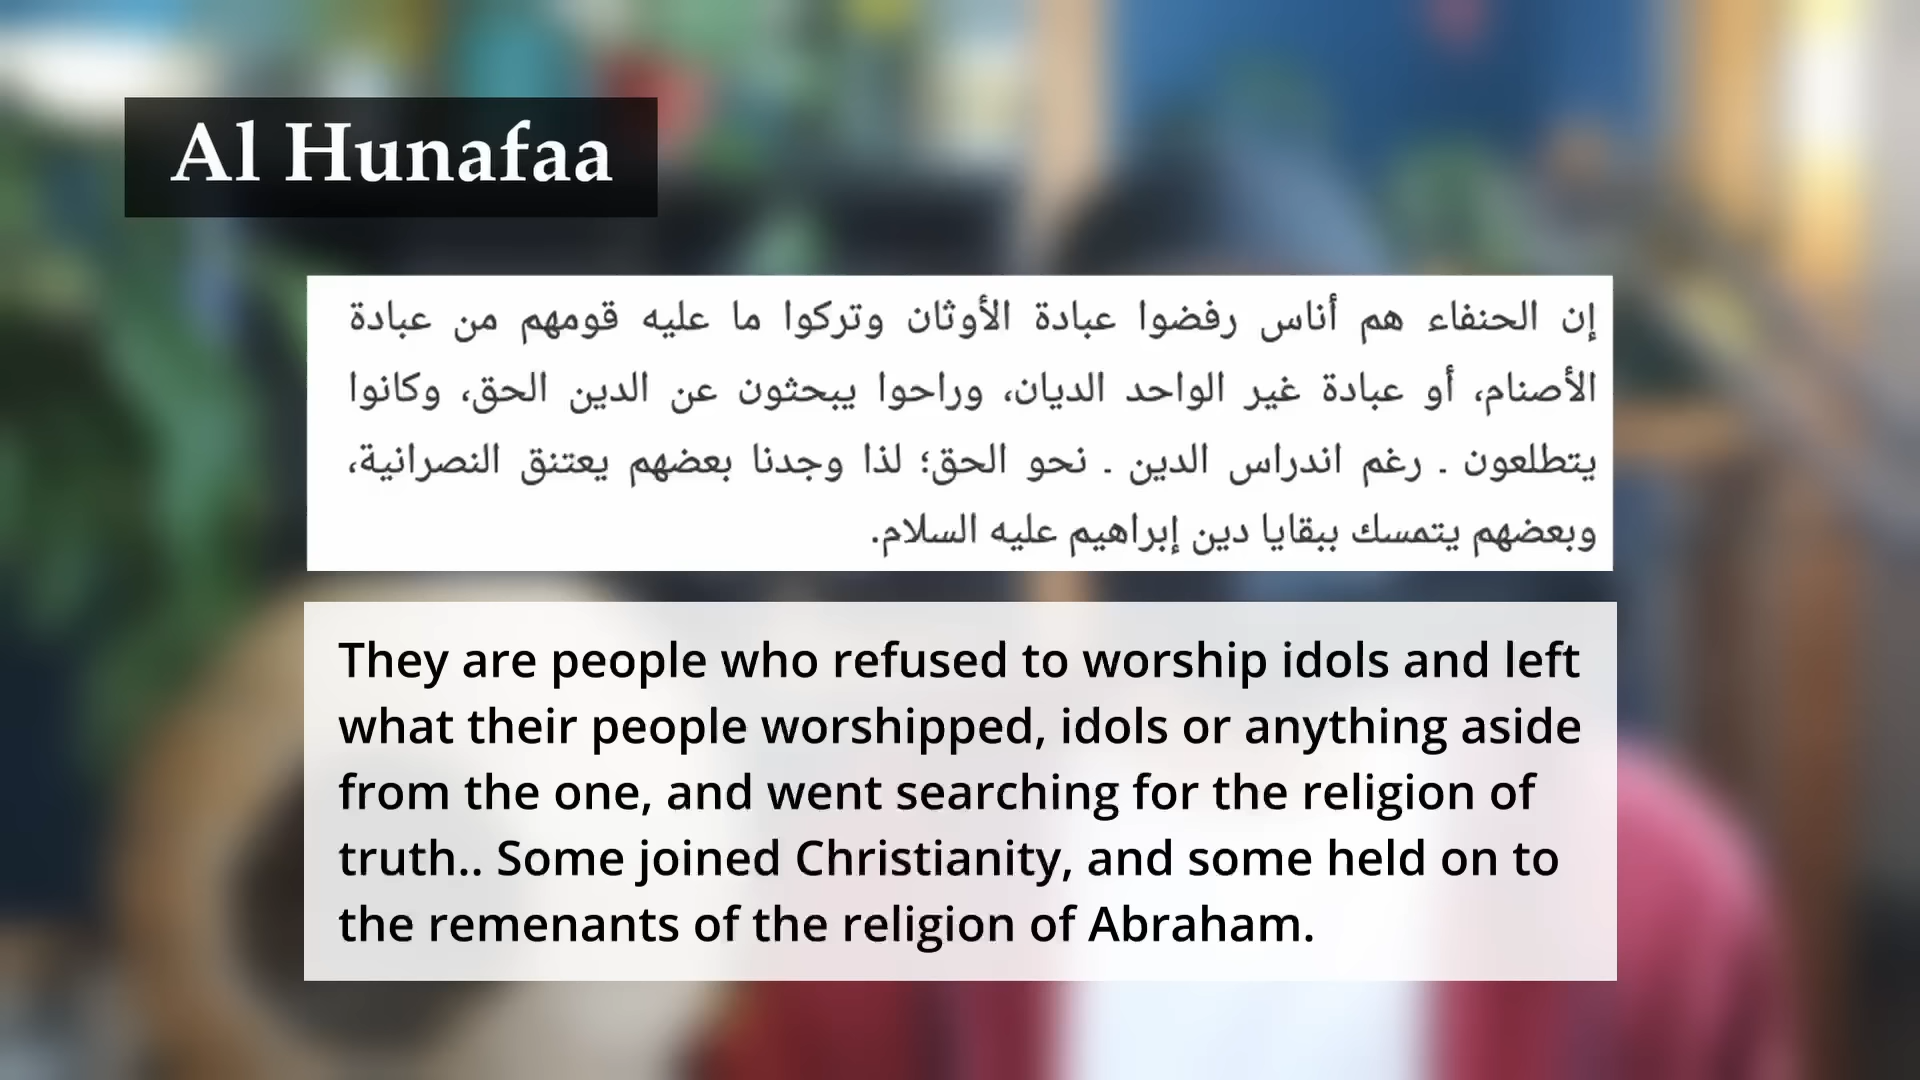 Al Hunafaa
إن الحنفاء هم أناس رفضوا عبادة الأوثان وتركوا ما عليه قومهم من عبادة
الأصنام، أو عبادة غير الواحد الديان، وراحوا يبحثون عن الدين الحق، وكانوا
يتطلعون ـ رغم اندراس الدين ـ نحو الحق؛ لذا وجدنا بعضهم يعتنق النصرانية،
وبعضهم يتمسك ببقايا دين إبراهيم عليه السلام.
They are people who refused to worship idols and left
what their people worshipped, idols or anything aside
from the one, and went searching for the religion of
truth.. Some joined Christianity, and some held on to
the remenants of the religion of Abraham.